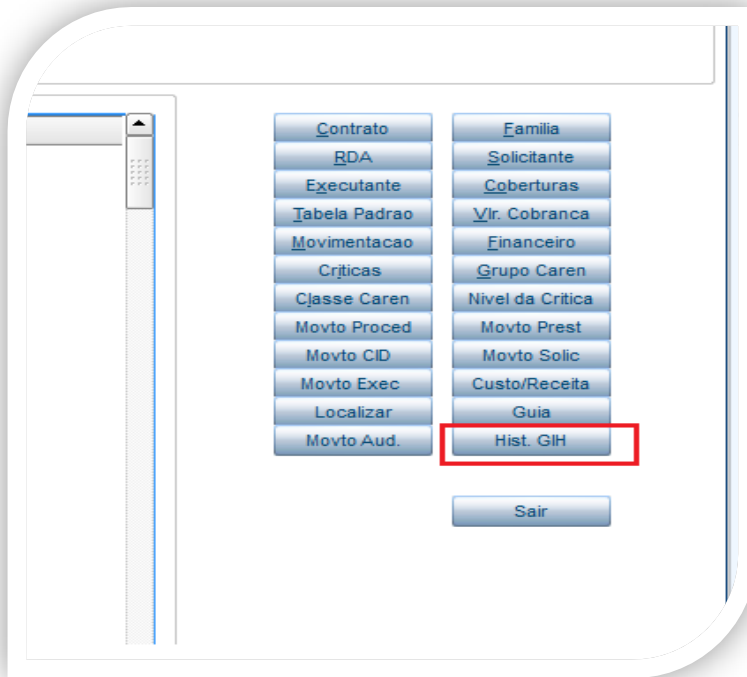 Contrato Familia
RDA Solicitante
Executante Coberturas
Tabela Padrao Vlr. Cobranca
Movimentacao Financeiro
Criticas Grupo Caren
Classe Caren Nivel da Critica
Movto Proced Movto Prest
Movto CID Movto Solic
Movto Exec Custo/Receita
Localizar Guia
Movto Aud. Hist. GIH
Sair